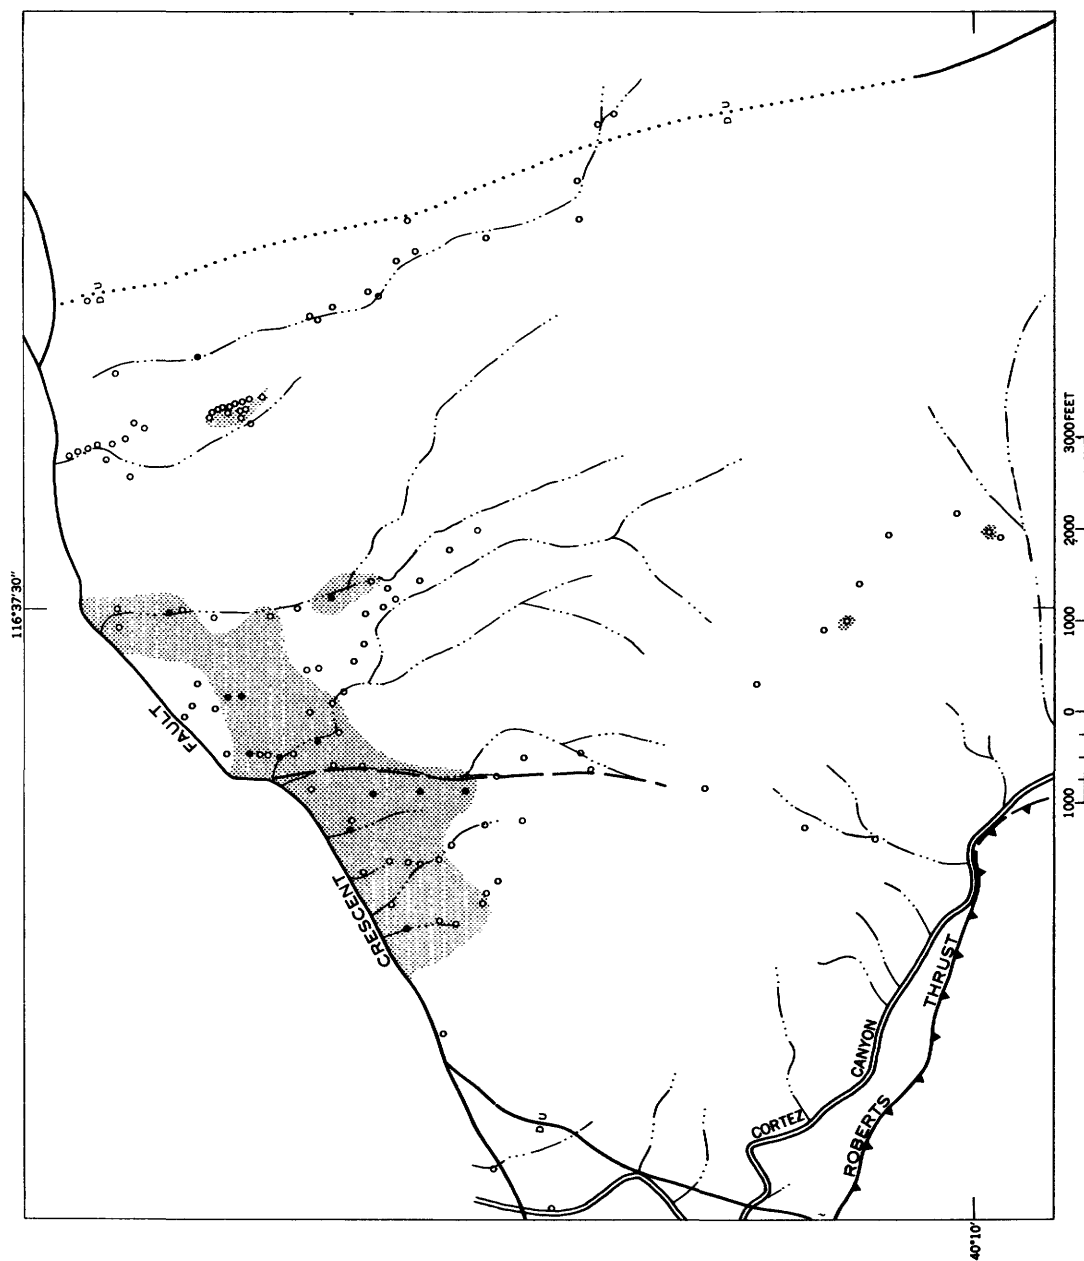 116°37'30"
FAULT
CRESCENT
D U
D U
D U
CORTEZ
CANYON
ROBERTS
THRUST
40°10'
1000
0
1000
2000
3000 FEET